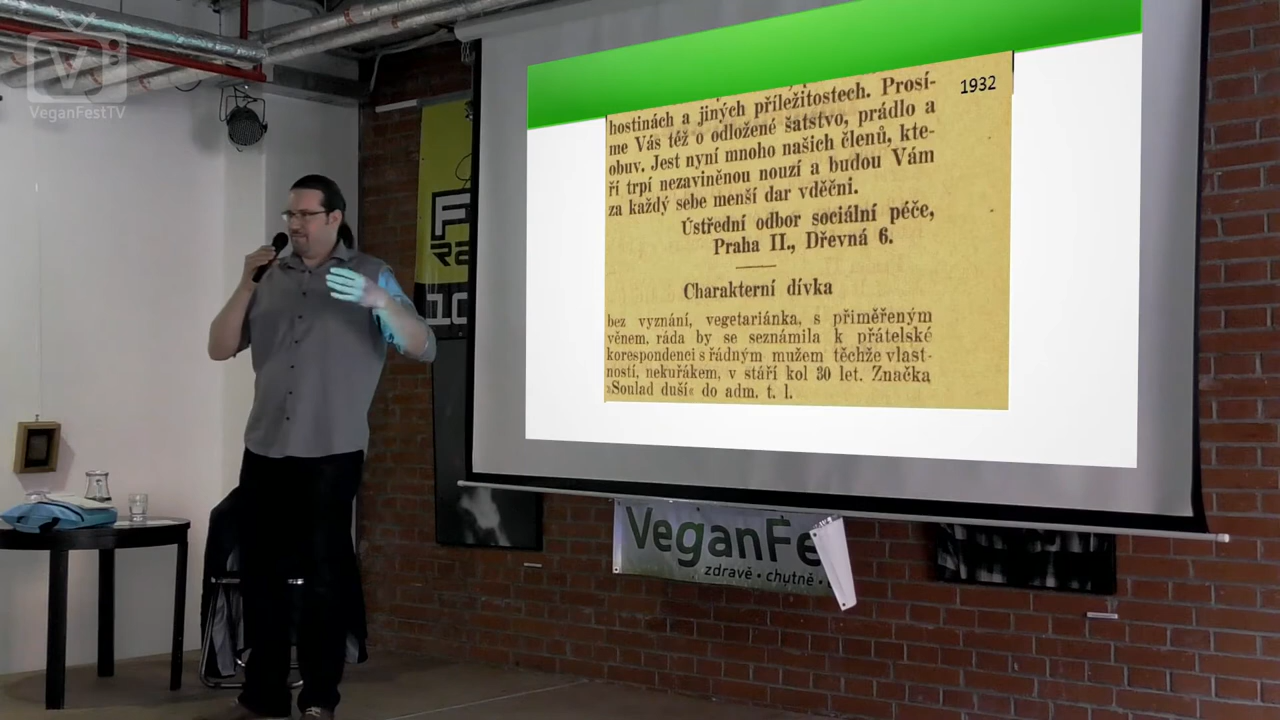 VeganFestTV
1932
hostinách a jiných příležitostech. Prosí-
me Vás též o odložené šatstvo, prádlo a
obuv. Jest nyní mnoho našich členů, kte-
ří trpí nezaviněnou nouzí a budou Vám
za každý sebe menší dar vděčni.
Ústřední odbor sociální péče,
Praha II., Dřevná 6.
Charakterní dívka
bez vyznání, vegetariánka, s přiměřeným
věnem, ráda by se seznámila k přátelské
korespondenci s řádným mužem těchže vlast-
ností, nekuřákem, v stáří kol 30 let. Značka
»Soulad duší« do adm. t. l.
VeganFe
zdravě • chutně •